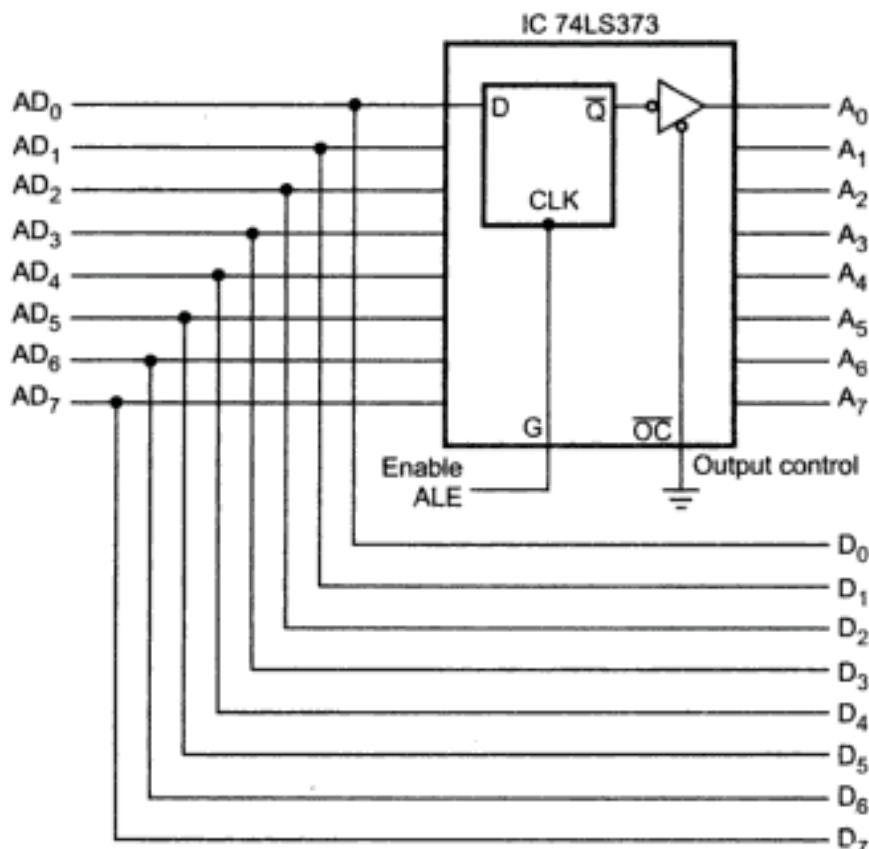 IC 74LS373
AD₀ D Q̅ A₀
AD₁ A₁
AD₂ A₂
CLK
AD₃ A₃
AD₄ A₄
AD₅ A₅
AD₆ A₆
AD₇ A₇
G O̅C̅
Enable Output control
ALE
D₀
D₁
D₂
D₃
D₄
D₅
D₆
D₇